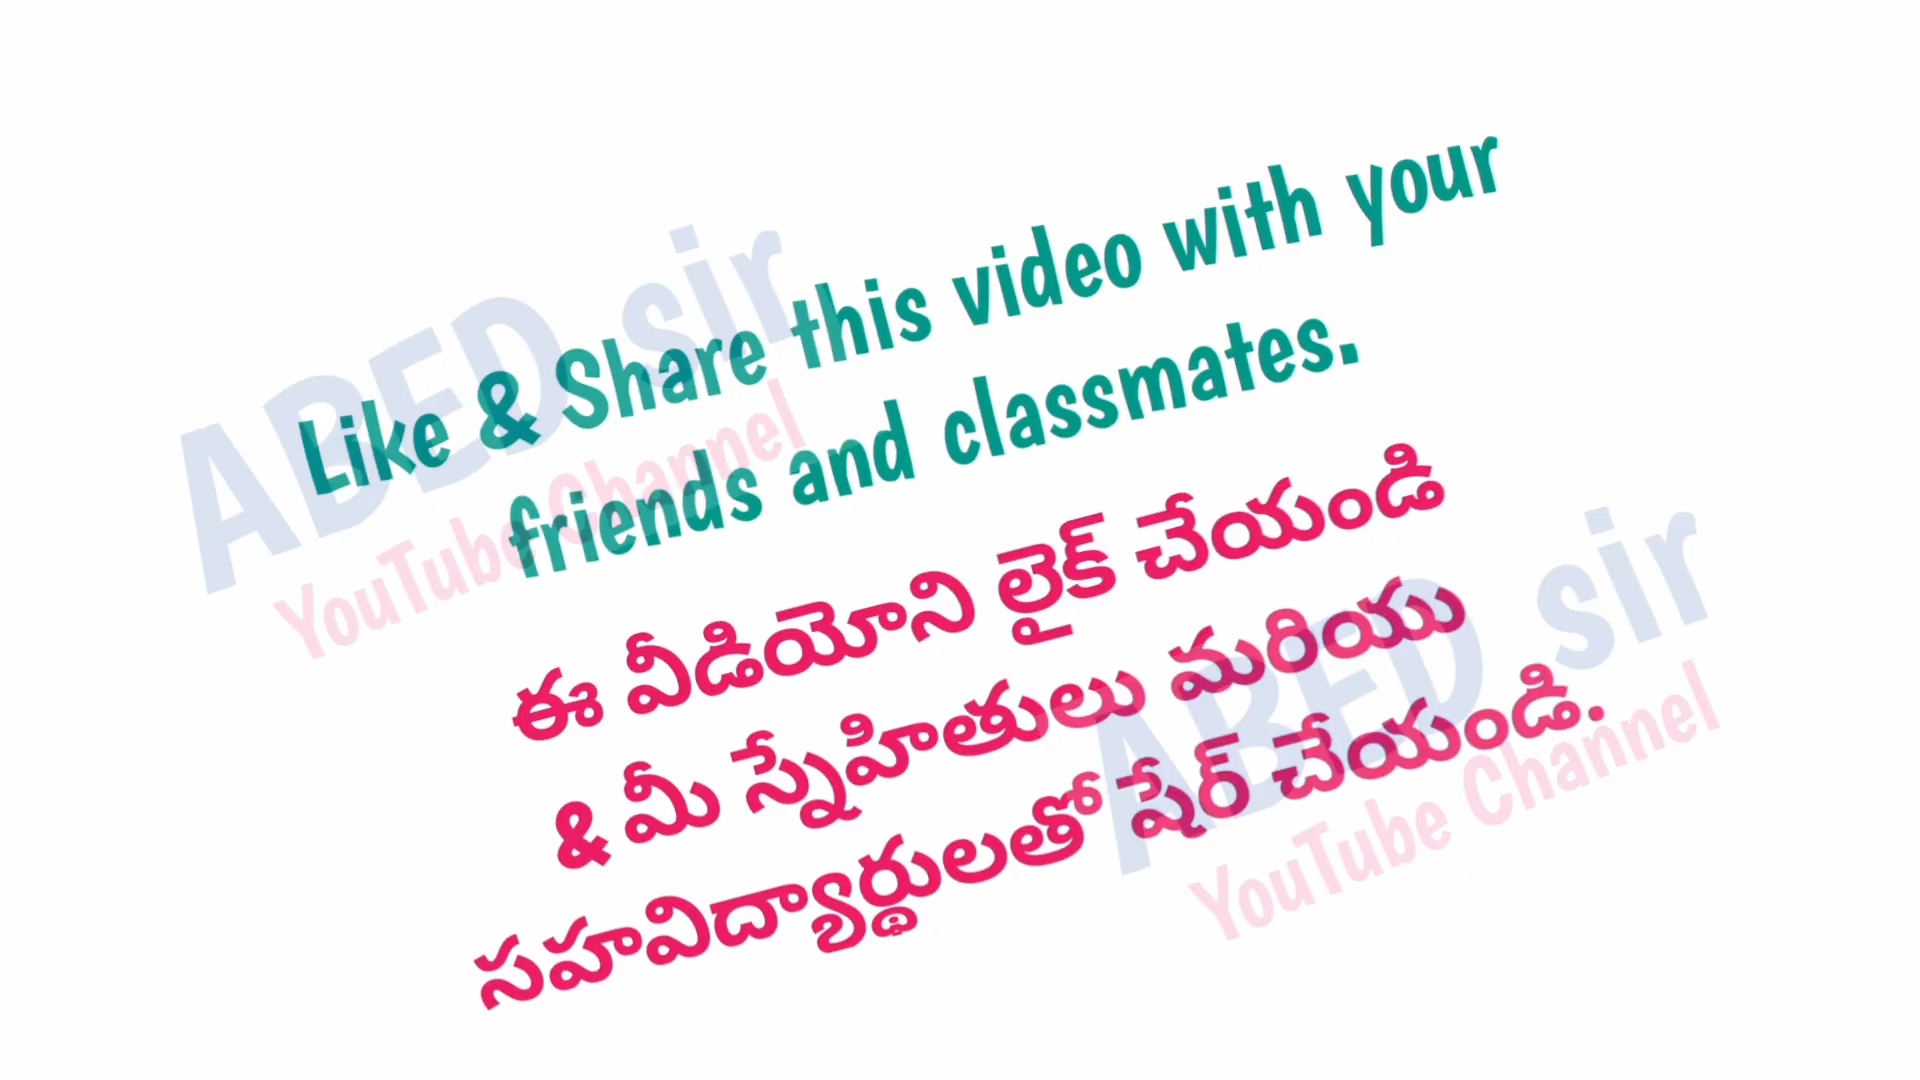 Like & Share this video with your
friends and classmates.
ఈ వీడియోని లైక్ చేయండి
& మీ స్నేహితులు మరియు
సహవిద్యార్థులతో షేర్ చేయండి.
ABED sir
YouTube Channel
ABED sir
YouTube Channel